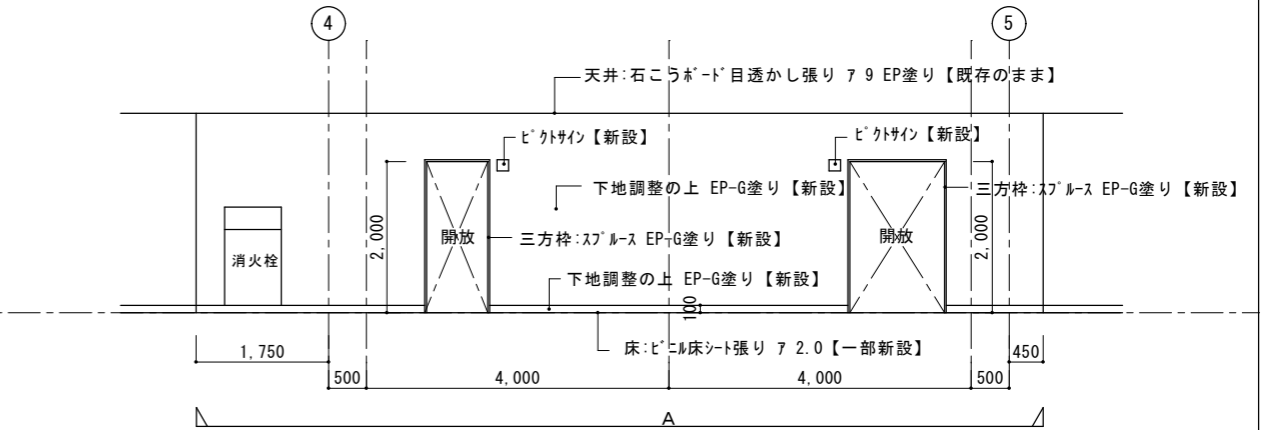 4
5
天井:石こうボード目透かし張り ア 9 EP塗り【既存のまま】
ピクトサイン【新設】
ピクトサイン【新設】
下地調整の上 EP-G塗り【新設】
三方枠:スプルース EP-G塗り【新設】
消火栓
2,000
開放
三方枠:スプルース EP-G塗り【新設】
開放
2,000
下地調整の上 EP-G塗り【新設】
100
床:ビニル床シート張り ア 2.0【一部新設】
1,750
450
500
4,000
4,000
500
A